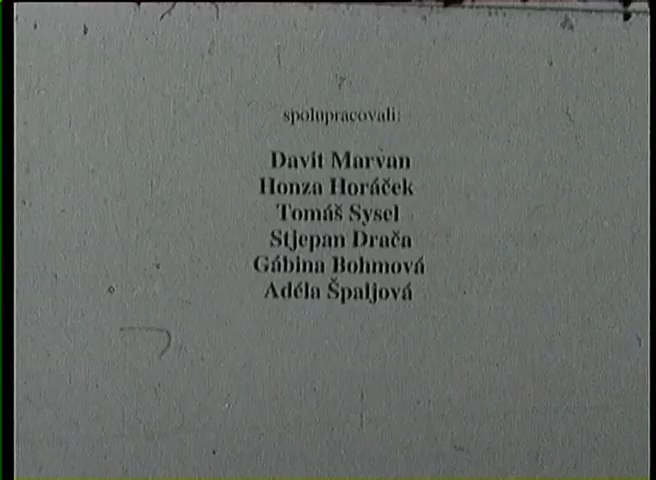 spolupracovali:
Davit Marvan
Honza Horáček
Tomáš Sysel
Stjepan Drača
Gábina Bohmová
Adéla Špaljová